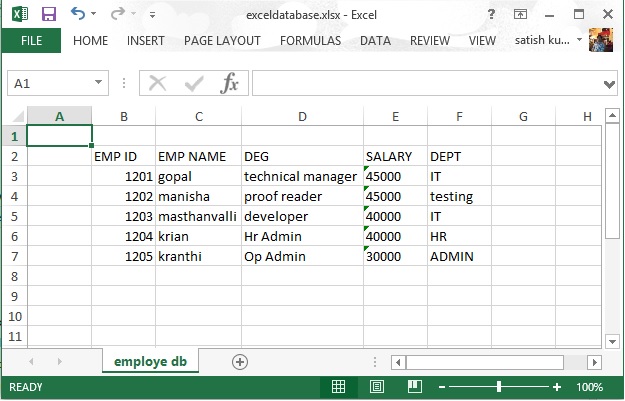 exceldatabase.xlsx - Excel
FILE HOME INSERT PAGE LAYOUT FORMULAS DATA REVIEW VIEW satish ku...
A1 fx
A B C D E F G H
1
2 EMP ID EMP NAME DEG SALARY DEPT
3 1201 gopal technical manager 45000 IT
4 1202 manisha proof reader 45000 testing
5 1203 masthanvalli developer 40000 IT
6 1204 krian Hr Admin 40000 HR
7 1205 kranthi Op Admin 30000 ADMIN
8
9
10
11
employe db
READY 100%